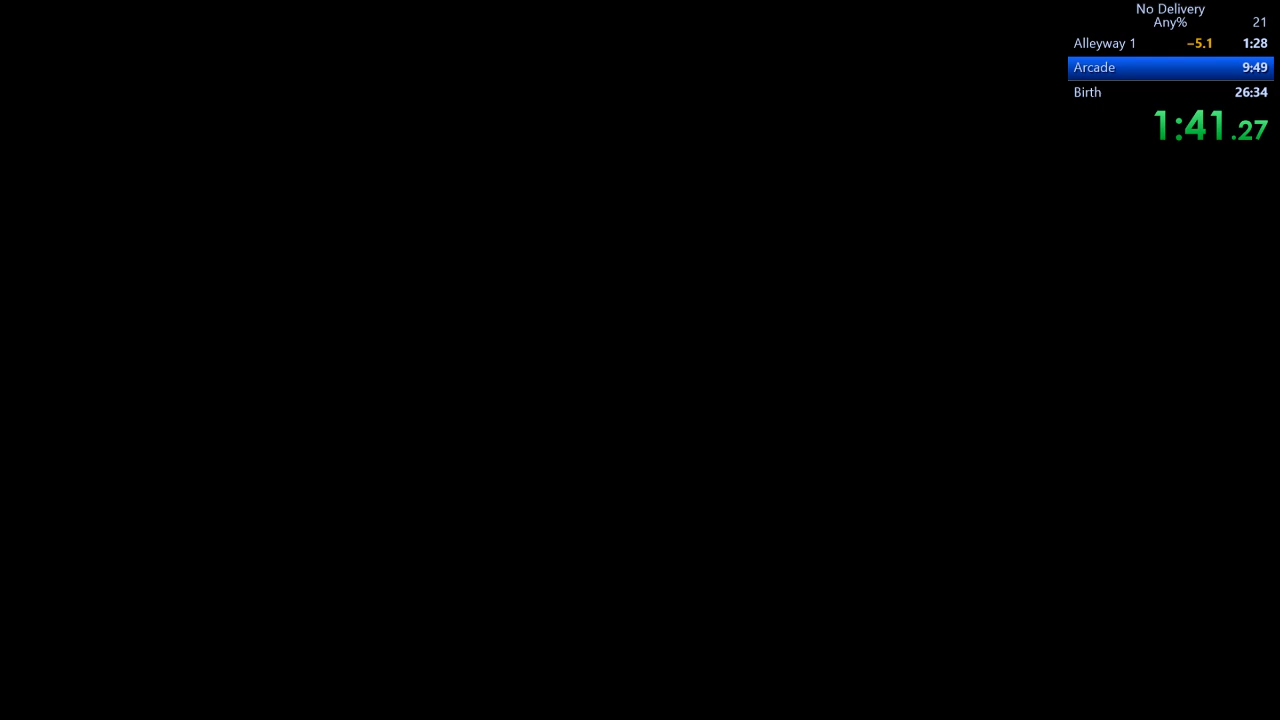 No Delivery
Any% 21
Alleyway 1 −5.1 1:28
Arcade 9:49
Birth 26:34
1:41.27